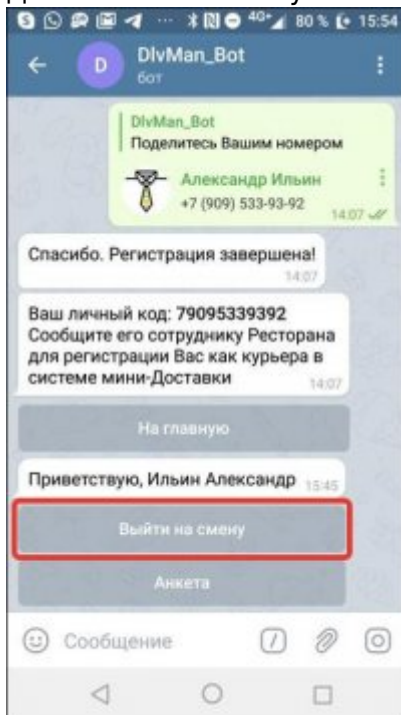 4G 80 % 15:54
D DlvMan_Bot
бот
DlvMan_Bot
Поделитесь Вашим номером
Александр Ильин
+7 (909) 533-93-92
14:07
Спасибо. Регистрация завершена!
14:07
Ваш личный код: 79095339392
Сообщите его сотруднику Ресторана
для регистрации Вас как курьера в
системе мини-Доставки 14:07
На главную
Приветствую, Ильин Александр 15:45
Выйти на смену
Анкета
Сообщение